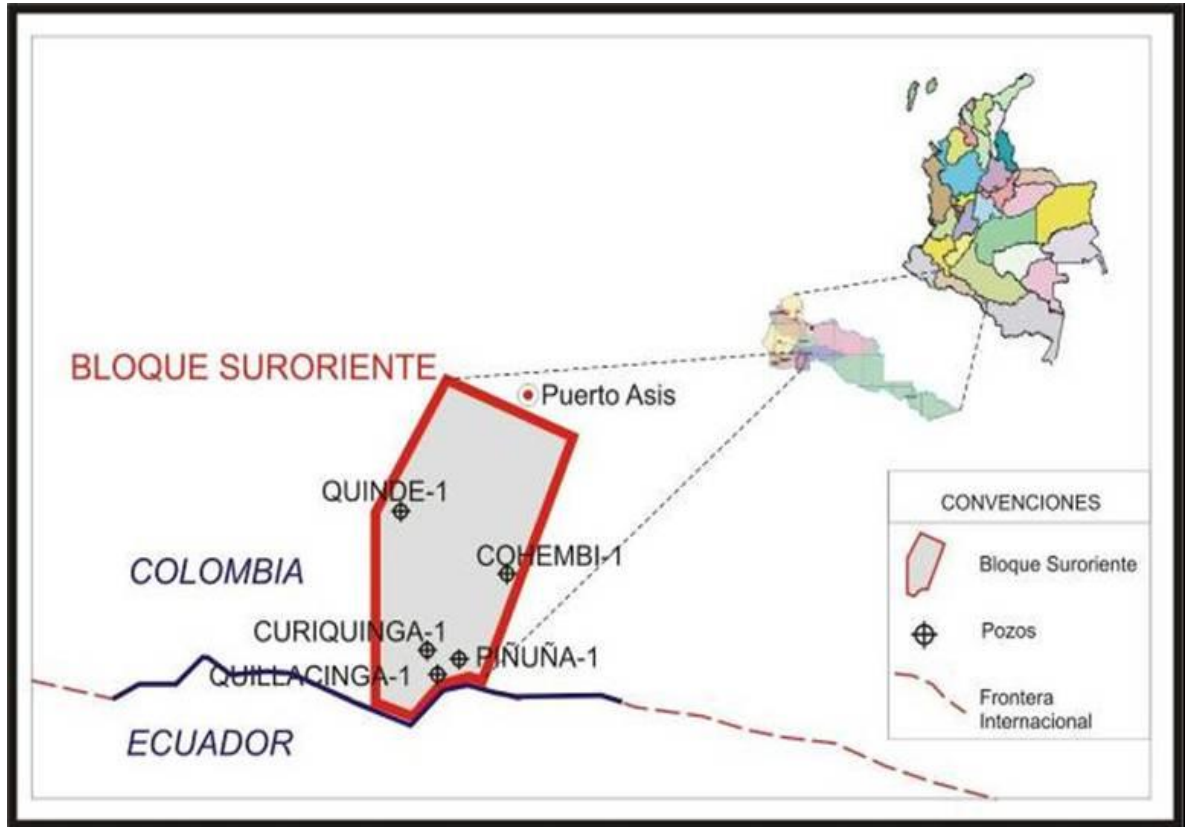 BLOQUE SURORIENTE
Puerto Asis
QUINDE-1
COHEMBI-1
COLOMBIA
CURIQUINGA-1
PIÑUÑA-1
QUILLACINGA-1
ECUADOR
CONVENCIONES
Bloque Suroriente
Pozos
Frontera
Internacional